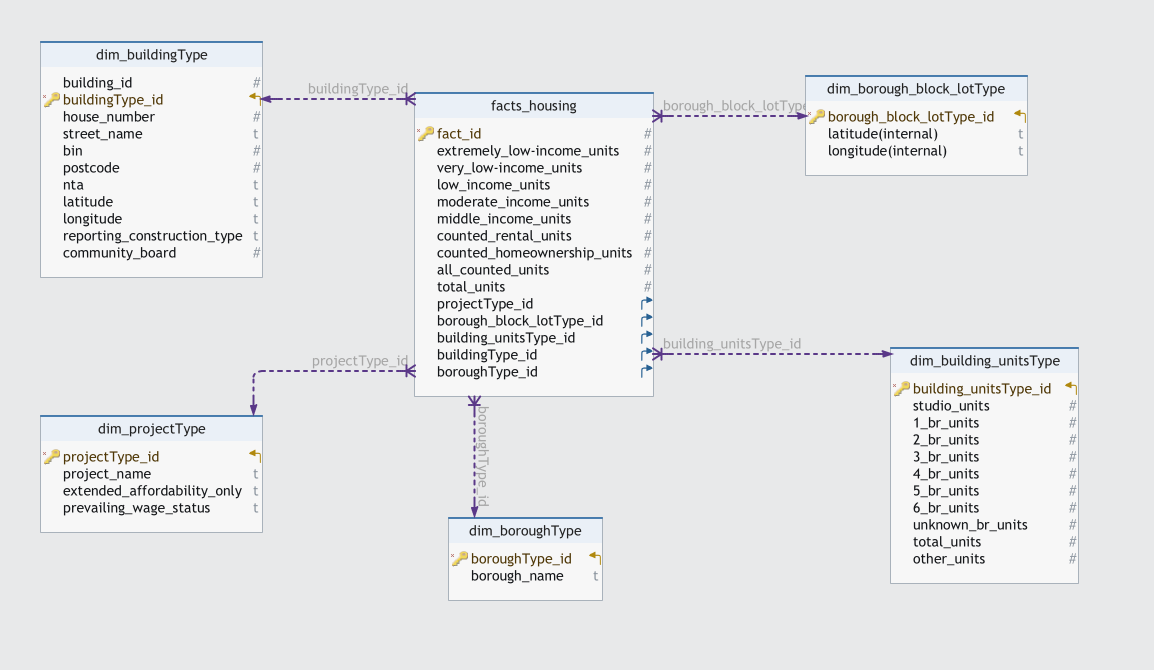 dim_buildingType
building_id #
buildingType_id
house_number #
street_name t
bin #
postcode #
nta t
latitude t
longitude t
reporting_construction_type t
community_board #
buildingType_id
facts_housing
fact_id #
extremely_low-income_units #
very_low-income_units #
low_income_units #
moderate_income_units #
middle_income_units #
counted_rental_units #
counted_homeownership_units #
all_counted_units #
total_units #
projectType_id
borough_block_lotType_id
building_unitsType_id
buildingType_id
boroughType_id
borough_block_lotType
dim_borough_block_lotType
borough_block_lotType_id
latitude(internal) t
longitude(internal) t
projectType_id
dim_projectType
projectType_id
project_name t
extended_affordability_only t
prevailing_wage_status t
boroughType_id
dim_boroughType
boroughType_id
borough_name t
building_unitsType_id
dim_building_unitsType
building_unitsType_id
studio_units #
1_br_units #
2_br_units #
3_br_units #
4_br_units #
5_br_units #
6_br_units #
unknown_br_units #
total_units #
other_units #